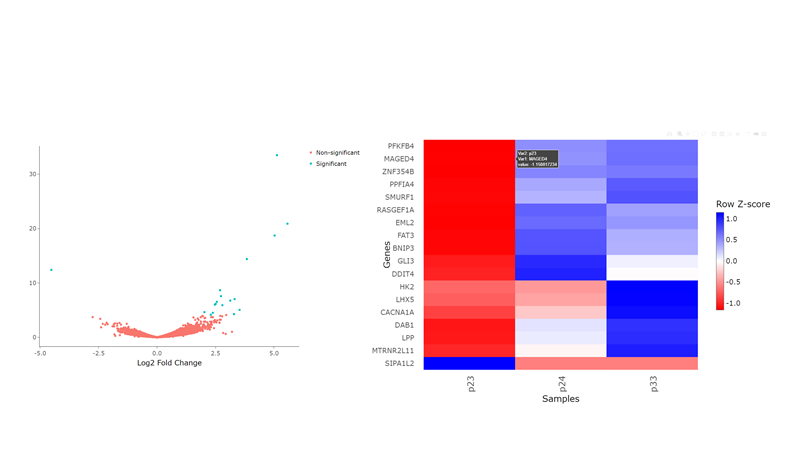 30
20
10
0
-5.0
-2.5
0.0
2.5
5.0
Log2 Fold Change
Non-significant
Significant
PFKFB4
MAGED4
ZNF354B
PPFIA4
SMURF1
RASGEF1A
EML2
FAT3
BNIP3
GLI3
DDIT4
HK2
LHX5
CACNA1A
DAB1
LPP
MTRNR2L11
SIPA1L2
Genes
Var2: p23
Var1: MAGED4
value: -1.150017234
p23
p24
p33
Samples
Row Z-score
1.0
0.5
0.0
-0.5
-1.0